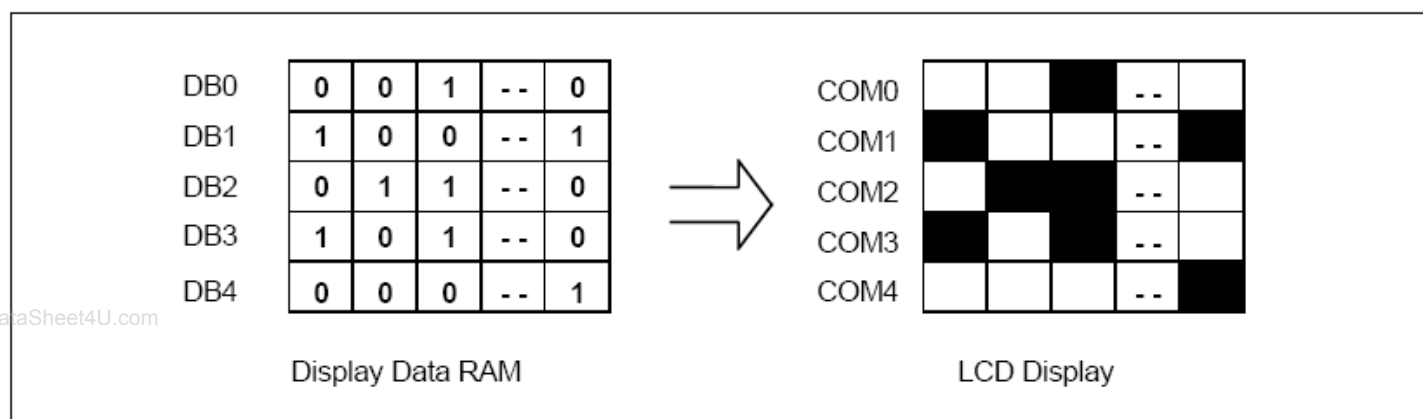 DB0 0 0 1 - - 0
DB1 1 0 0 - - 1
DB2 0 1 1 - - 0
DB3 1 0 1 - - 0
DB4 0 0 0 - - 1
Display Data RAM
COM0 - -
COM1 - -
COM2 - -
COM3 - -
COM4 - -
LCD Display
ataSheet4U.com